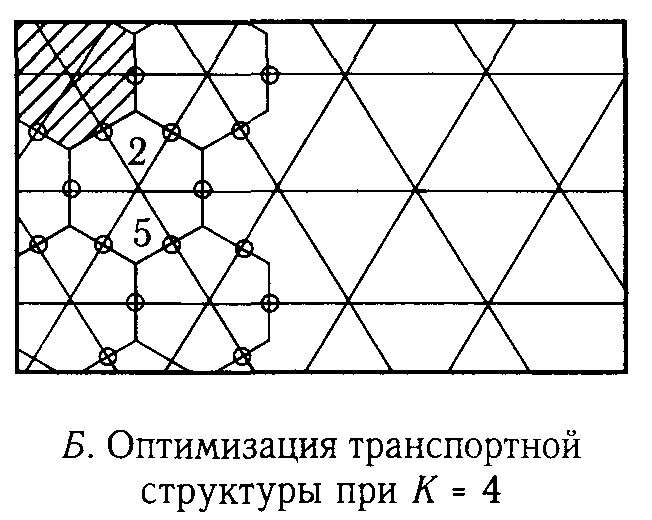 2
5
Б. Оптимизация транспортной
структуры при К = 4